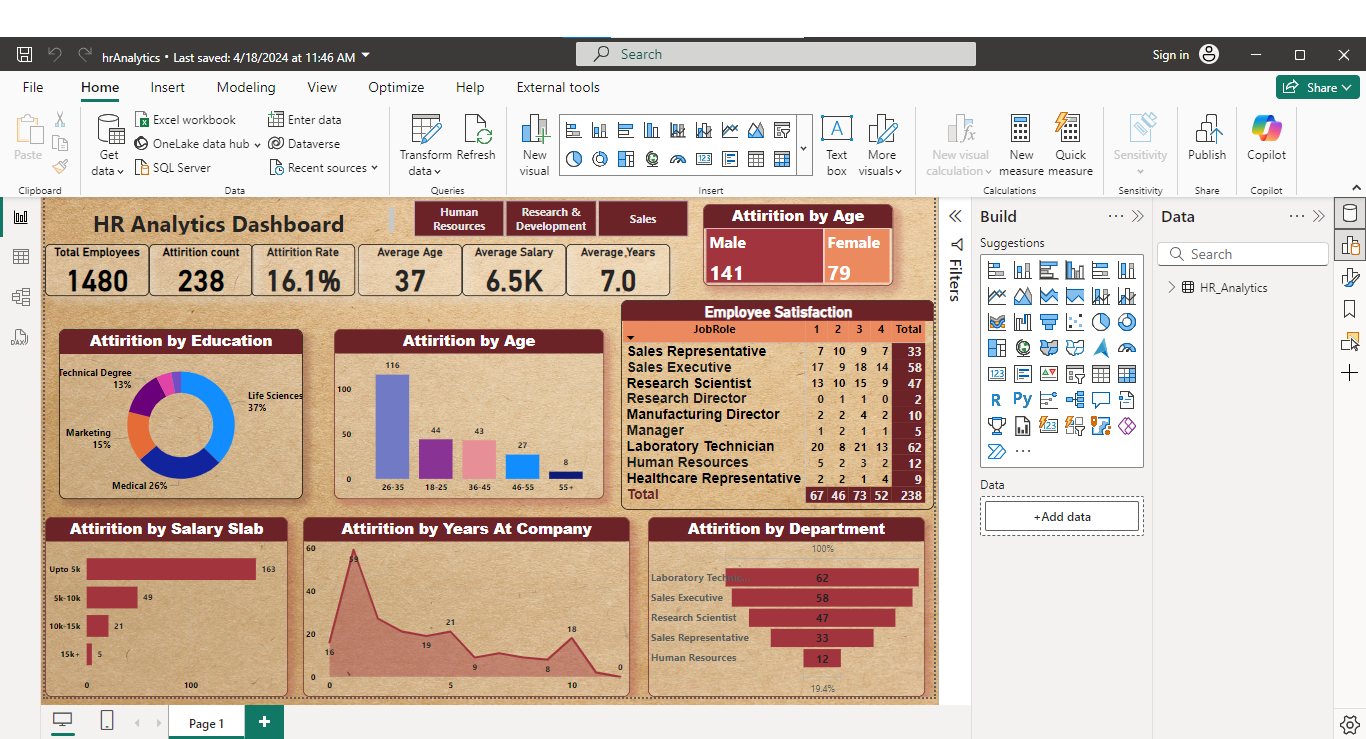 hrAnalytics • Last saved: 4/18/2024 at 11:46 AM
Search
Sign in
File
Home
Insert
Modeling
View
Optimize
Help
External tools
Share
Paste
Get data
Excel workbook
OneLake data hub
SQL Server
Enter data
Dataverse
Recent sources
Transform data
Refresh
New visual
Text box
More visuals
New visual calculation
New measure
Quick measure
Sensitivity
Publish
Copilot
Clipboard
Data
Queries
Insert
Calculations
Sensitivity
Share
Copilot
HR Analytics Dashboard
Human Resources
Research & Development
Sales
Total Employees
1480
Attirition count
238
Attirition Rate
16.1%
Average Age
37
Average Salary
6.5K
Average,Years
7.0
Attirition by Age
Male
141
Female
79
Attirition by Education
Technical Degree
13%
Life Sciences
37%
Marketing
15%
Medical 26%
Attirition by Age
116
44
43
27
8
100
50
0
26-35 18-25 36-45 46-55 55+
Employee Satisfaction
JobRole 1 2 3 4 Total
Sales Representative 7 10 9 7 33
Sales Executive 17 9 18 14 58
Research Scientist 13 10 15 9 47
Research Director 0 1 1 0 2
Manufacturing Director 2 2 4 2 10
Manager 1 2 1 1 5
Laboratory Technician 20 8 21 13 62
Human Resources 5 2 3 2 12
Healthcare Representative 2 2 1 4 9
Total 67 46 73 52 238
Attirition by Salary Slab
Upto 5k 163
5k-10k 49
10k-15k 21
15k+ 5
0 100
Attirition by Years At Company
60
40
20
0
59
16
19
21
9
8
18
0
0 5 10
Attirition by Department
100%
Laboratory Techni... 62
Sales Executive 58
Research Scientist 47
Sales Representative 33
Human Resources 12
19.4%
Filters
Build
Suggestions
R Py
123
Data
+Add data
Data
Search
HR_Analytics
DAX
Page 1